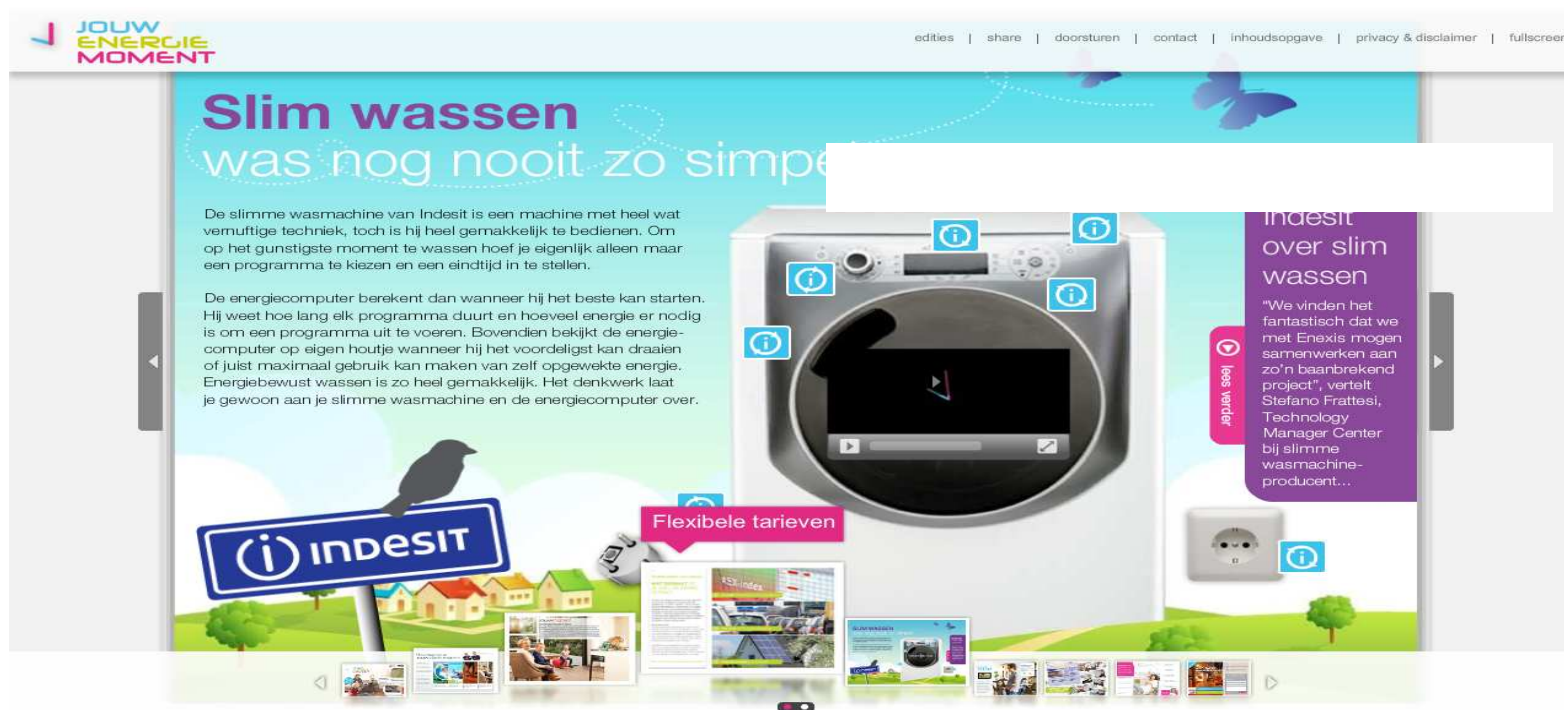 JOUW
ENERGIE
MOMENT
edities | share | doorsturen | contact | inhoudsopgave | privacy & disclaimer |
Slim wassen
was nog nooit zo
De slimme wasmachine van Indesit is een machine met heel wat
vernuftige techniek, toch is hij heel gemakkelijk te bedienen. Om
op het gunstigste moment te wassen hoef je eigenlijk alleen maar
een programma te kiezen en een eindtijd in te stellen.
De energiecomputer berekent dan wanneer hij het beste kan starten.
Hij weet hoe lang elk programma duurt en hoeveel energie er nodig
is om een programma uit te voeren. Bovendien bekijkt de energie-
computer op eigen houtje wanneer hij het voordeligst kan draaien
of juist maximaal gebruik kan maken van zelf opgewekte energie.
Energiebewust wassen is zo heel gemakkelijk. Het denkwerk laat
je gewoon aan je slimme wasmachine en de energiecomputer over.
Indesit
over slim
wassen
“We vinden het
fantastisch dat we
met Enexis mogen
samenwerken aan
zo’n baanbrekend
project”, vertelt
Stefano Frattesi,
Technology
Manager Center
bij slimme
wasmachine-
producent...
lees verder
INDESIT
Flexibele tarieven
SLIM WASSEN